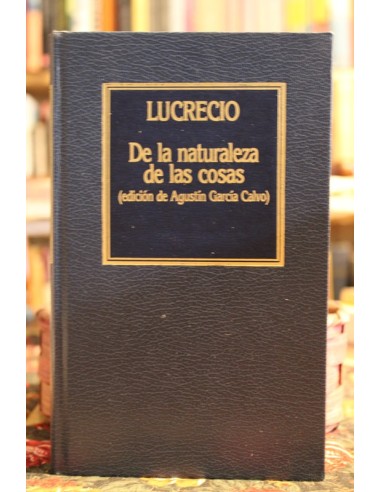 LUCRECIO
De la naturaleza
de las cosas
(edición de Agustín García Calvo)